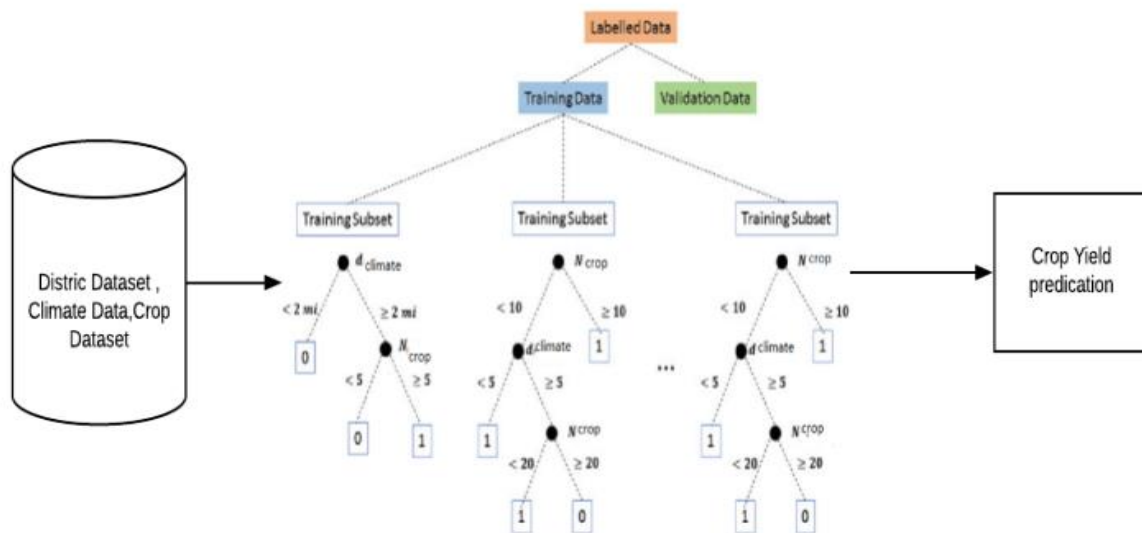 Labelled Data
Training Data
Validation Data
Distric Dataset ,
Climate Data,Crop
Dataset
Training Subset
d climate
< 2 mi
≥ 2 mi
0
N crop
< 5
≥ 5
0
1
Training Subset
N crop
< 10
≥ 10
1
d climate
< 5
≥ 5
1
N crop
< 20
≥ 20
1
0
...
Training Subset
N crop
< 10
≥ 10
1
d climate
< 5
≥ 5
1
N crop
< 20
≥ 20
1
0
Crop Yield
predication